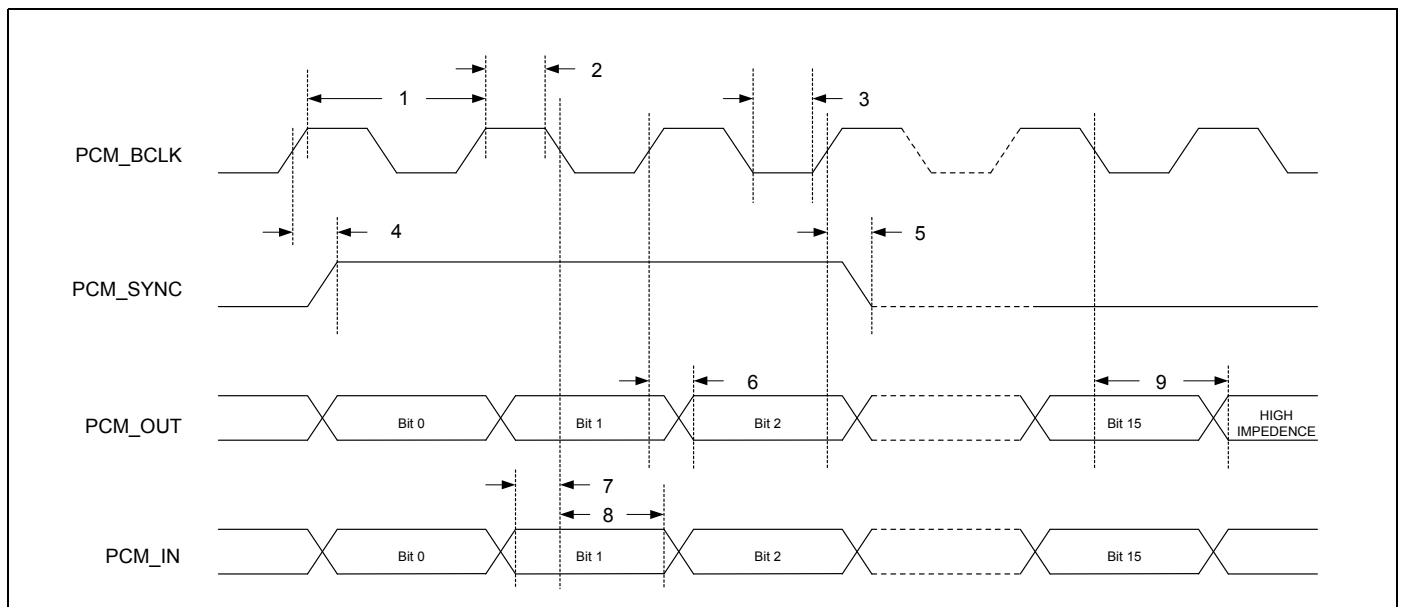 2
1
3
PCM_BCLK
4
5
PCM_SYNC
6
9
PCM_OUT
Bit 0
Bit 1
Bit 2
Bit 15
HIGH
IMPEDENCE
7
8
PCM_IN
Bit 0
Bit 1
Bit 2
Bit 15